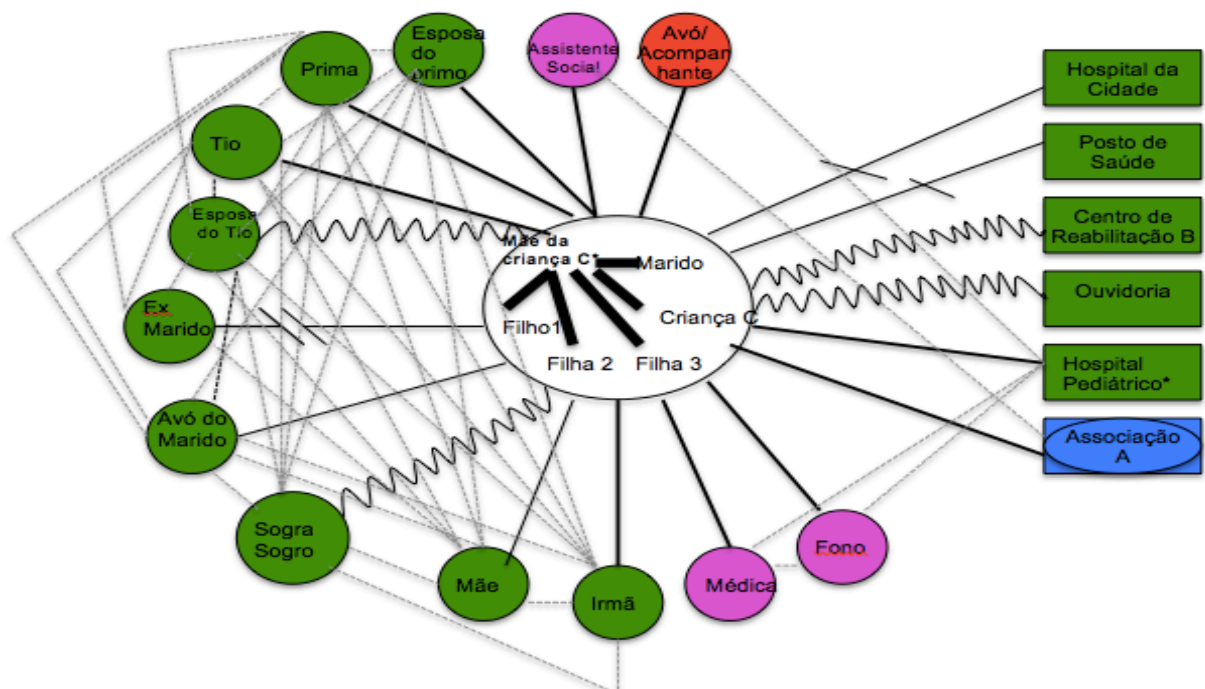 Esposa
do
primo
Prima
Assistente
Social
Avó/
Acompan
hante
Hospital da
Cidade
Tio
Posto de
Saúde
Esposa
do Tio
Centro de
Reabilitação B
Mãe da
criança C*
Marido
Ouvidoria
Ex
Marido
Filho1
Criança C
Filha 2
Filha 3
Hospital
Pediátrico*
Avó do
Marido
Associação
A
Sogra
Sogro
Mãe
Irmã
Médica
Fono